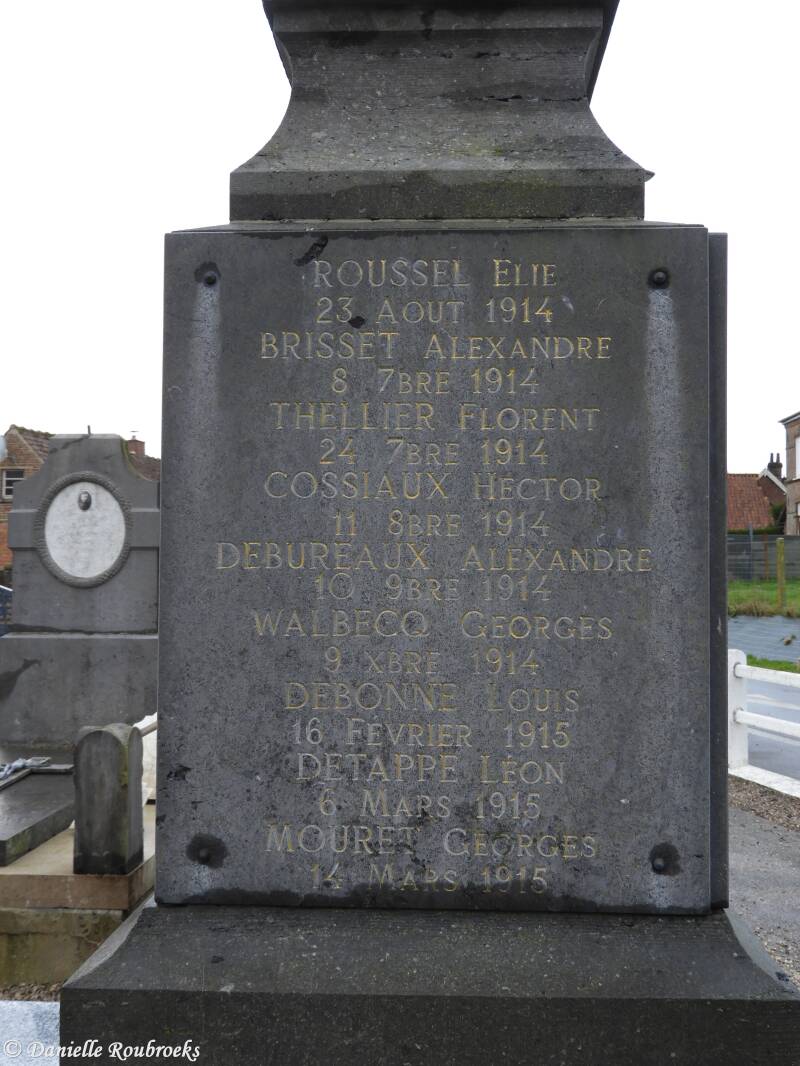 ROUSSEL ELIE
23 AOUT 1914
BRISSET ALEXANDRE
8 7BRE 1914
THELLIER FLORENT
24 7BRE 1914
COSSIAUX HECTOR
11 8BRE 1914
DEBUREAUX ALEXANDRE
10 9BRE 1914
WALBECQ GEORGES
9 XBRE 1914
DEBONNE LOUIS
16 FÉVRIER 1915
DETAPPE LÉON
6 MARS 1915
MOURET GEORGES
14 MARS 1915
© Danielle Roubroeks